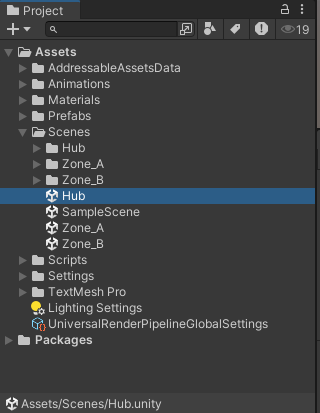 Project
19
Assets
AddressableAssetsData
Animations
Materials
Prefabs
Scenes
Hub
Zone_A
Zone_B
Hub
SampleScene
Zone_A
Zone_B
Scripts
Settings
TextMesh Pro
Lighting Settings
UniversalRenderPipelineGlobalSettings
Packages
Assets/Scenes/Hub.unity